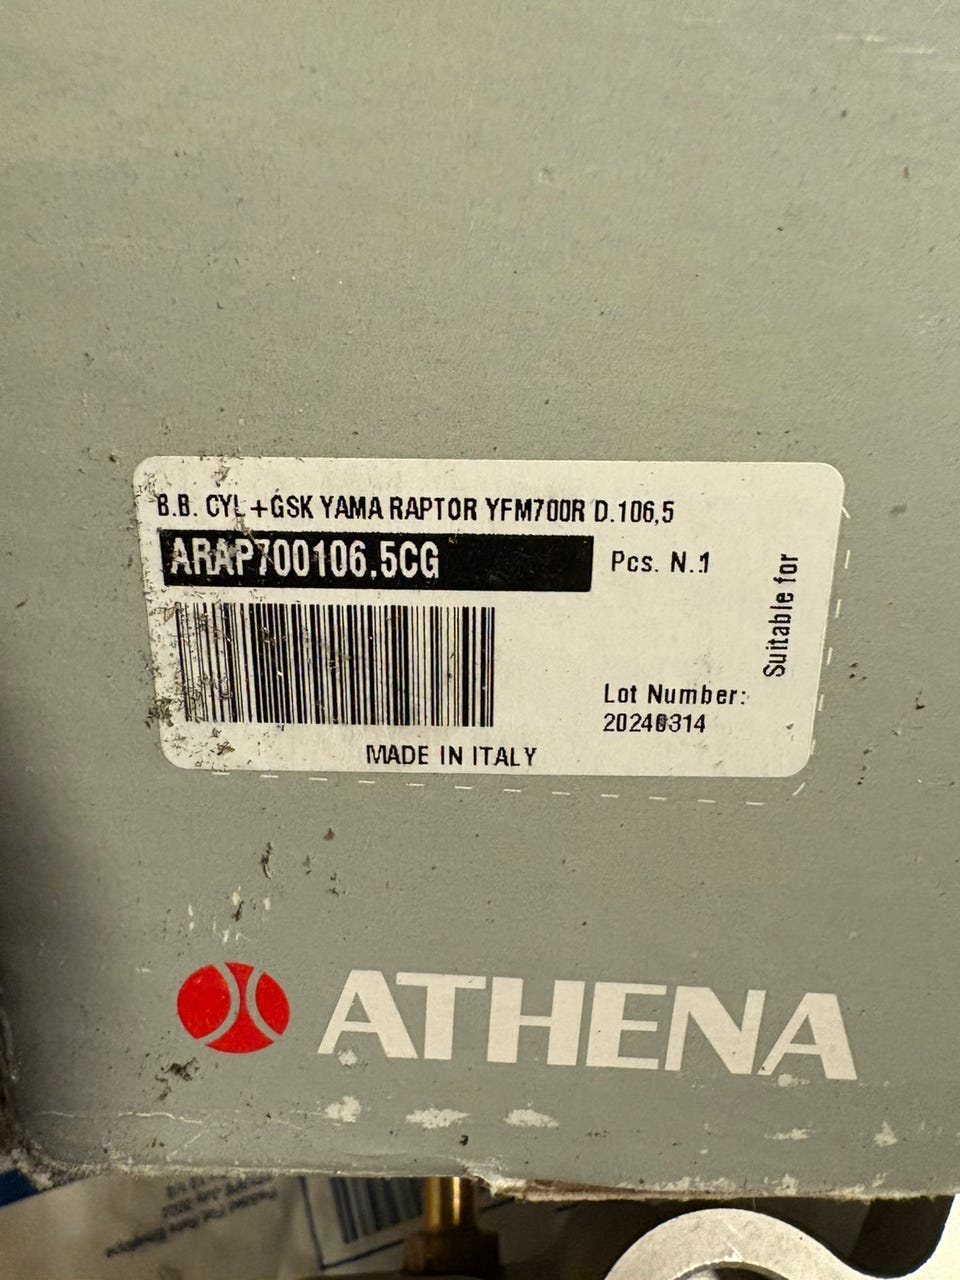 B.B. CYL+GSK YAMA RAPTOR YFM700R D.106,5
ARAP700106.5CG
Pcs. N.1
Suitable for
Lot Number:
20240314
MADE IN ITALY
ATHENA